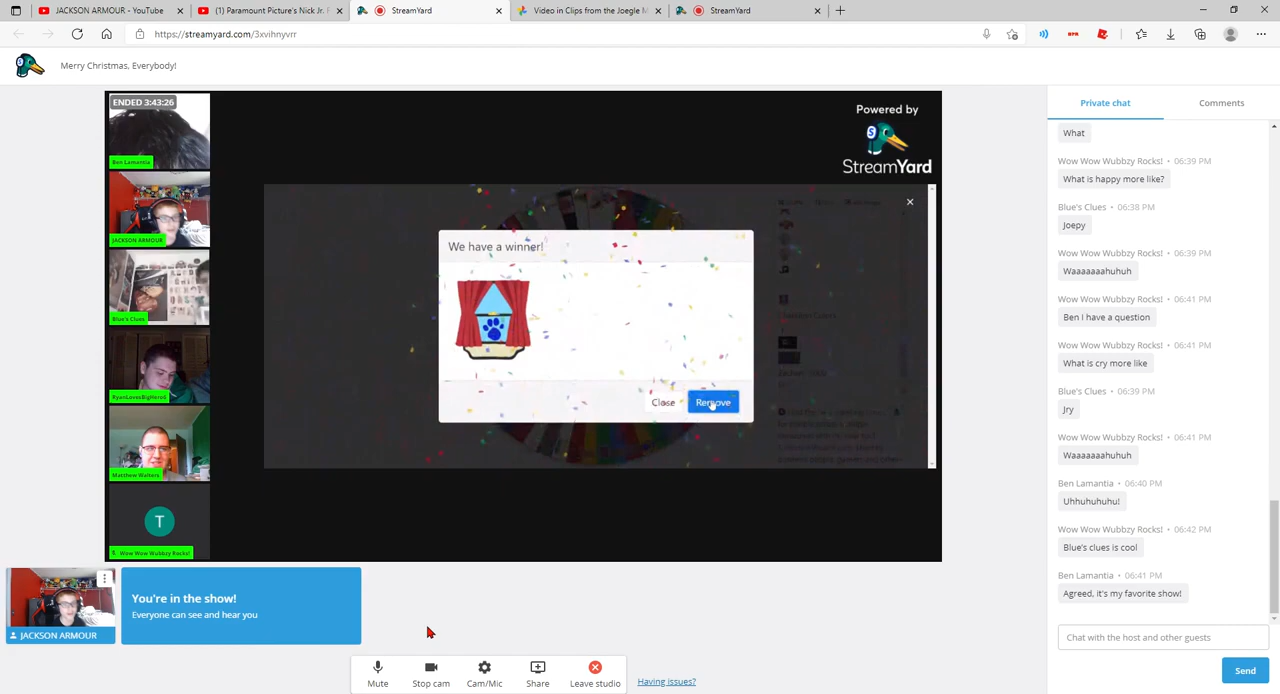 JACKSON ARMOUR - YouTube
(1) Paramount Picture's Nick Jr. F
StreamYard
Video in Clips from the Joegle M
StreamYard
https://streamyard.com/3xvihnyvrr
Merry Christmas, Everybody!
Private chat
Comments
ENDED 3:43:26
Powered by
StreamYard
Ben Lamantia
JACKSON ARMOUR
Blue's Clues
RyanLovesBigHero6
Matthew Walters
T
Wow Wow Wubbzy Rocks!
We have a winner!
Close
Remove
What
Wow Wow Wubbzy Rocks! • 06:39 PM
What is happy more like?
Blue's Clues • 06:38 PM
Joepy
Wow Wow Wubbzy Rocks! • 06:39 PM
Waaaaaaahuhuh
Wow Wow Wubbzy Rocks! • 06:41 PM
Ben I have a question
Wow Wow Wubbzy Rocks! • 06:41 PM
What is cry more like
Blue's Clues • 06:39 PM
Jry
Wow Wow Wubbzy Rocks! • 06:41 PM
Waaaaaaahuhuh
Ben Lamantia • 06:40 PM
Uhhuhuhuhu!
Wow Wow Wubbzy Rocks! • 06:42 PM
Blue's clues is cool
Ben Lamantia • 06:41 PM
Agreed, it's my favorite show!
Chat with the host and other guests
Send
JACKSON ARMOUR
You're in the show!
Everyone can see and hear you
Mute
Stop cam
Cam/Mic
Share
Leave studio
Having issues?